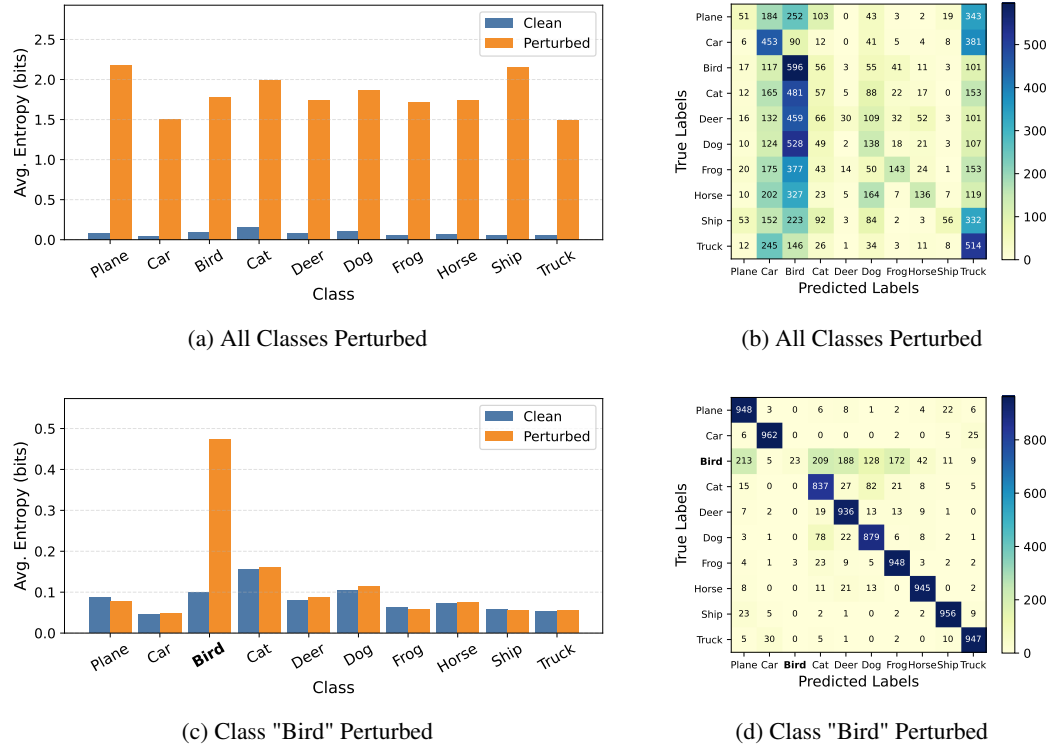 Avg. Entropy (bits)
2.5
2.0
1.5
1.0
0.5
0.0
Clean
Perturbed
Plane Car Bird Cat Deer Dog Frog Horse Ship Truck
Class
(a) All Classes Perturbed
True Labels
Plane 51 184 252 103 0 43 3 2 19 343
Car 6 453 90 12 0 41 5 4 8 381
Bird 17 117 596 56 3 55 41 11 3 101
Cat 12 165 481 57 5 88 22 17 0 153
Deer 16 132 459 66 30 109 32 52 3 101
Dog 10 124 528 49 2 138 18 21 3 107
Frog 20 175 377 43 14 50 143 24 1 153
Horse 10 202 327 23 5 164 7 136 7 119
Ship 53 152 223 92 3 84 2 3 56 332
Truck 12 245 146 26 1 34 3 11 8 514
Plane Car Bird Cat Deer Dog Frog Horse Ship Truck
Predicted Labels
500
400
300
200
100
0
(b) All Classes Perturbed
Avg. Entropy (bits)
0.5
0.4
0.3
0.2
0.1
0.0
Clean
Perturbed
Plane Car Bird Cat Deer Dog Frog Horse Ship Truck
Class
(c) Class "Bird" Perturbed
True Labels
Plane 948 3 0 6 8 1 2 4 22 6
Car 6 962 0 0 0 0 2 0 5 25
Bird 213 5 23 209 188 128 172 42 11 9
Cat 15 0 0 837 27 82 21 8 5 5
Deer 7 2 0 19 936 13 13 9 1 0
Dog 3 1 0 78 22 879 6 8 2 1
Frog 4 1 3 23 9 5 948 3 2 2
Horse 8 0 0 11 21 13 0 945 0 2
Ship 23 5 0 2 1 0 2 2 956 9
Truck 5 30 0 5 1 0 2 0 10 947
Plane Car Bird Cat Deer Dog Frog Horse Ship Truck
Predicted Labels
800
600
400
200
0
(d) Class "Bird" Perturbed